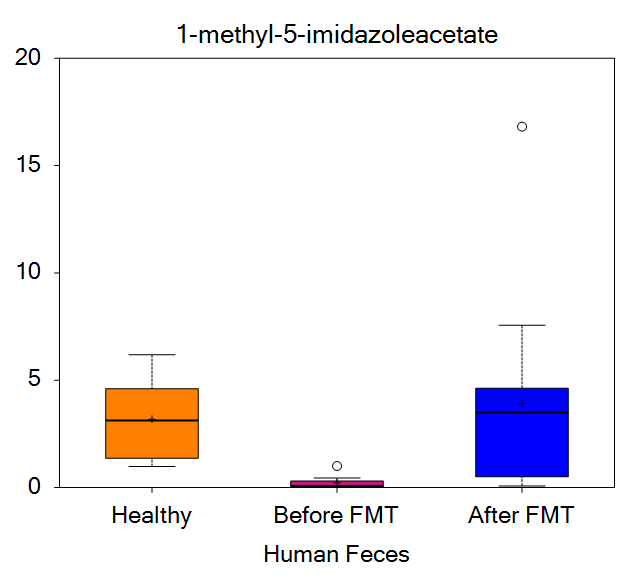 1-methyl-5-imidazoleacetate
20
15
10
5
0
Healthy
Before FMT
After FMT
Human Feces